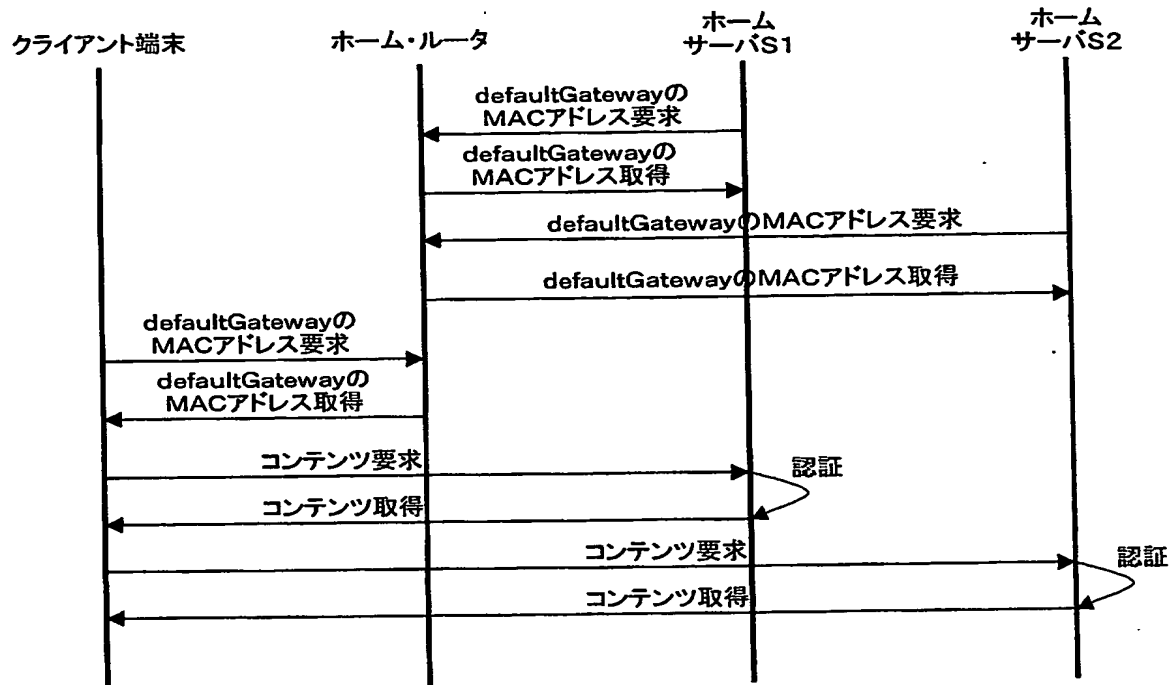 クライアント端末
ホーム・ルータ
ホーム
サーバS1
ホーム
サーバS2
defaultGatewayの
MACアドレス要求
defaultGatewayの
MACアドレス取得
defaultGatewayのMACアドレス要求
defaultGatewayのMACアドレス取得
defaultGatewayの
MACアドレス要求
defaultGatewayの
MACアドレス取得
コンテンツ要求
認証
コンテンツ取得
コンテンツ要求
認証
コンテンツ取得